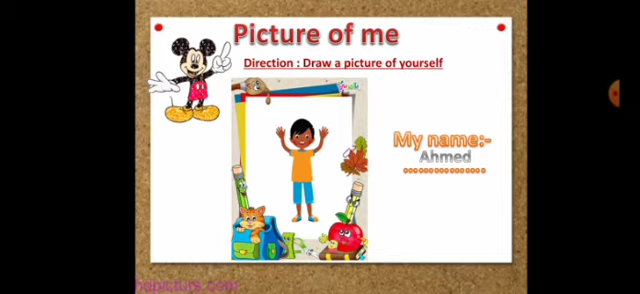 Picture of me
Direction : Draw a picture of yourself
My name:-
Ahmed
................